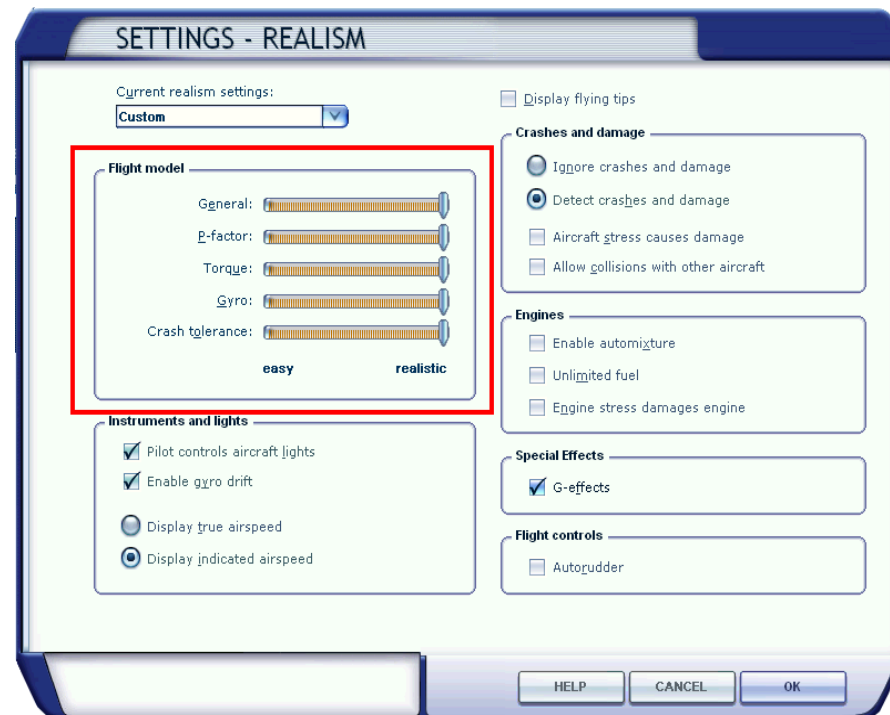 SETTINGS - REALISM
Current realism settings:
Custom
Flight model
General:
P-factor:
Torque:
Gyro:
Crash tolerance:
easy realistic
Instruments and lights
Pilot controls aircraft lights
Enable gyro drift
Display true airspeed
Display indicated airspeed
Display flying tips
Crashes and damage
Ignore crashes and damage
Detect crashes and damage
Aircraft stress causes damage
Allow collisions with other aircraft
Engines
Enable automixture
Unlimited fuel
Engine stress damages engine
Special Effects
G-effects
Flight controls
Autorudder
HELP CANCEL OK